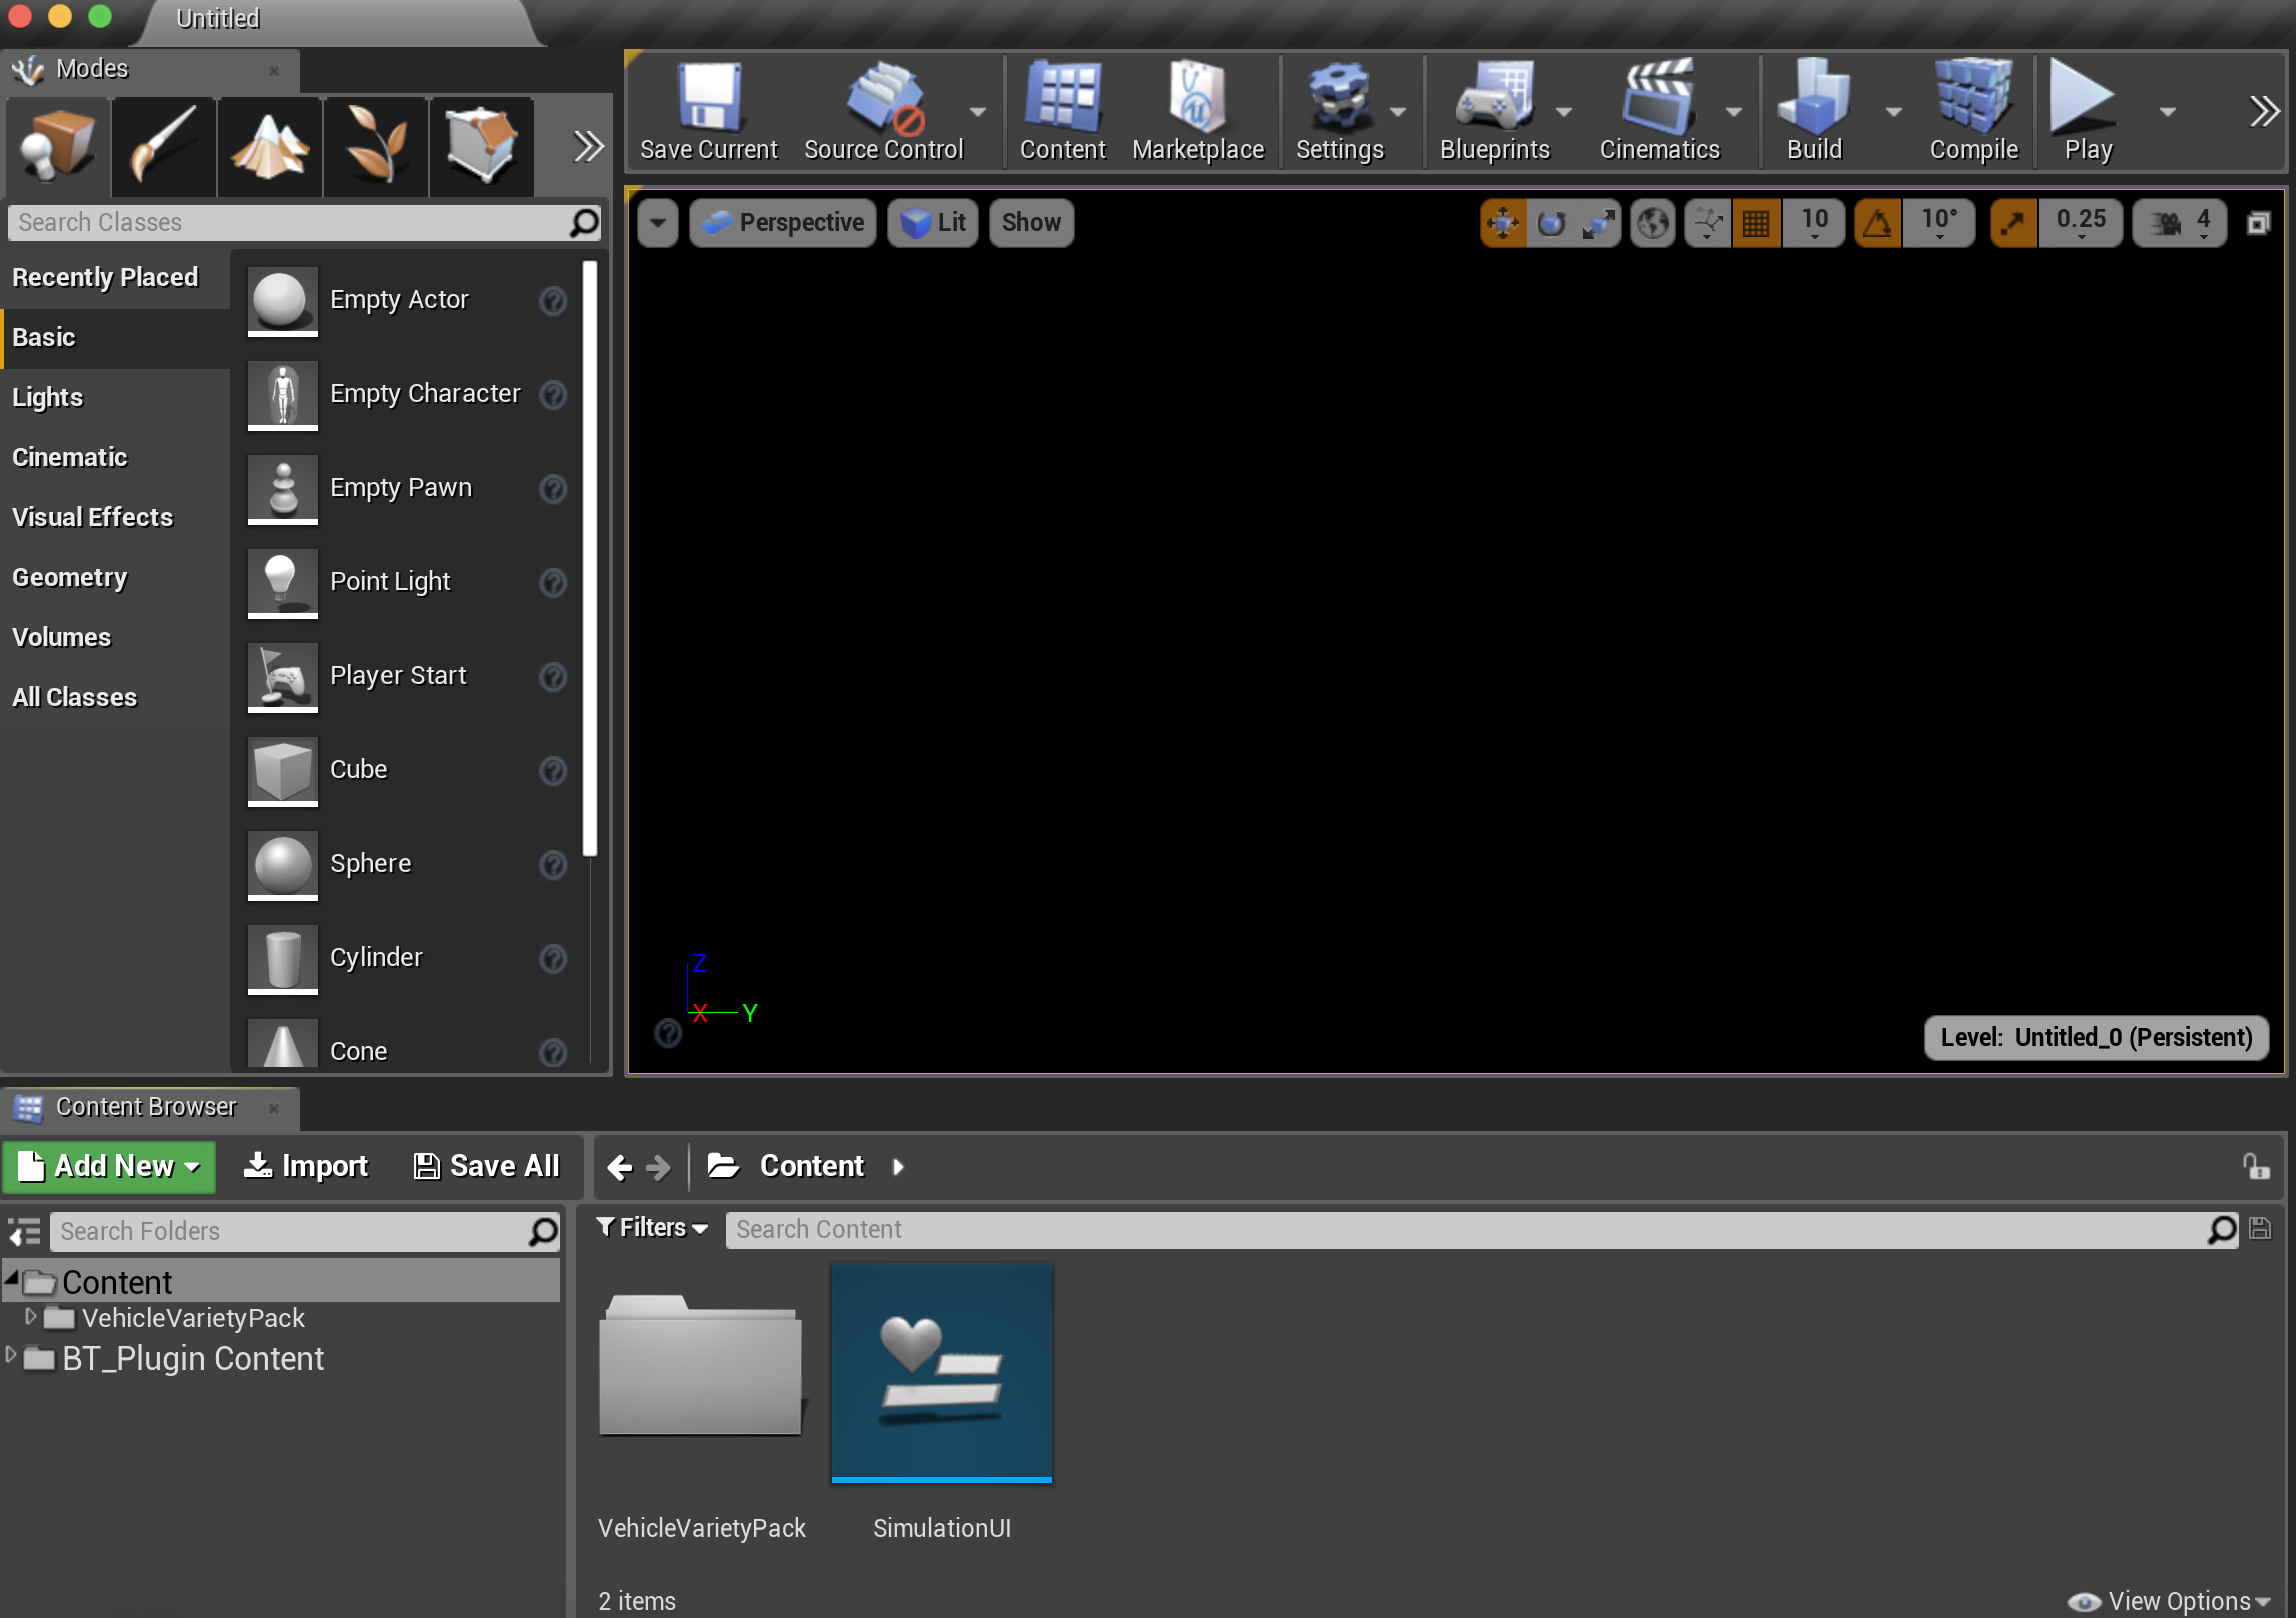 Untitled
Modes
Save Current
Source Control
Content
Marketplace
Settings
Blueprints
Cinematics
Build
Compile
Play
Search Classes
Recently Placed
Basic
Lights
Cinematic
Visual Effects
Geometry
Volumes
All Classes
Empty Actor
Empty Character
Empty Pawn
Point Light
Player Start
Cube
Sphere
Cylinder
Cone
Perspective
Lit
Show
10
10°
0.25
4
Z
X
Y
Level: Untitled_0 (Persistent)
Content Browser
Add New
Import
Save All
Content
Search Folders
Content
VehicleVarietyPack
BT_Plugin Content
Filters
Search Content
VehicleVarietyPack
SimulationUI
2 items
View Options